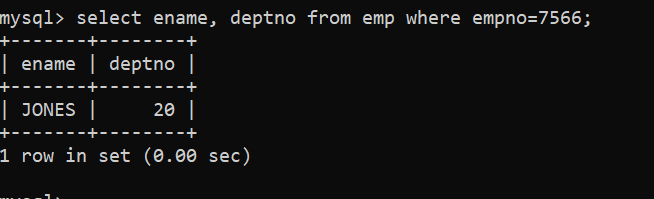 mysql> select ename, deptno from emp where empno=7566;
+-------+--------+
| ename | deptno |
+-------+--------+
| JONES |     20 |
+-------+--------+
1 row in set (0.00 sec)
mysql>